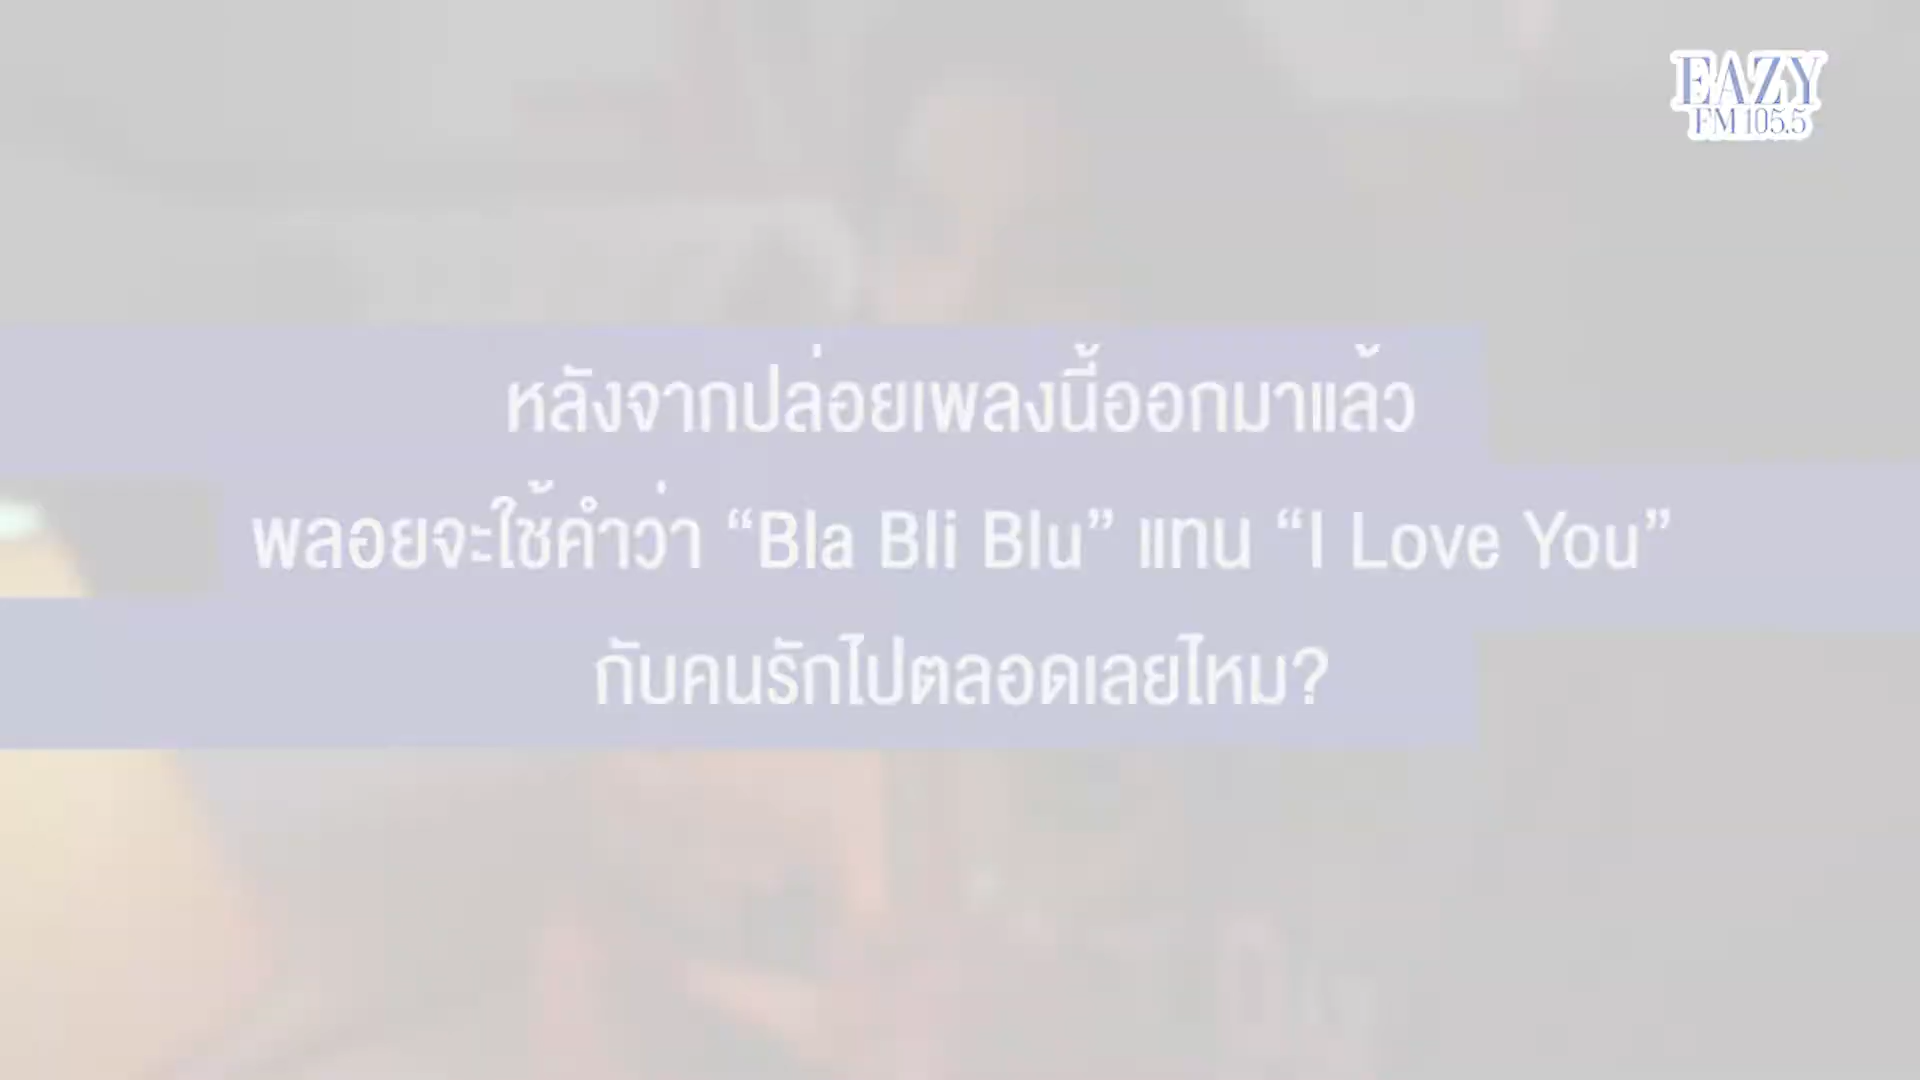 EAZY
FM 105.5
หลังจากปล่อยเพลงนี้ออกมาแล้ว
พลอยจะใช้คำว่า “Bla Bli Blu” แทน “I Love You”
กับคนรักไปตลอดเลยไหม?